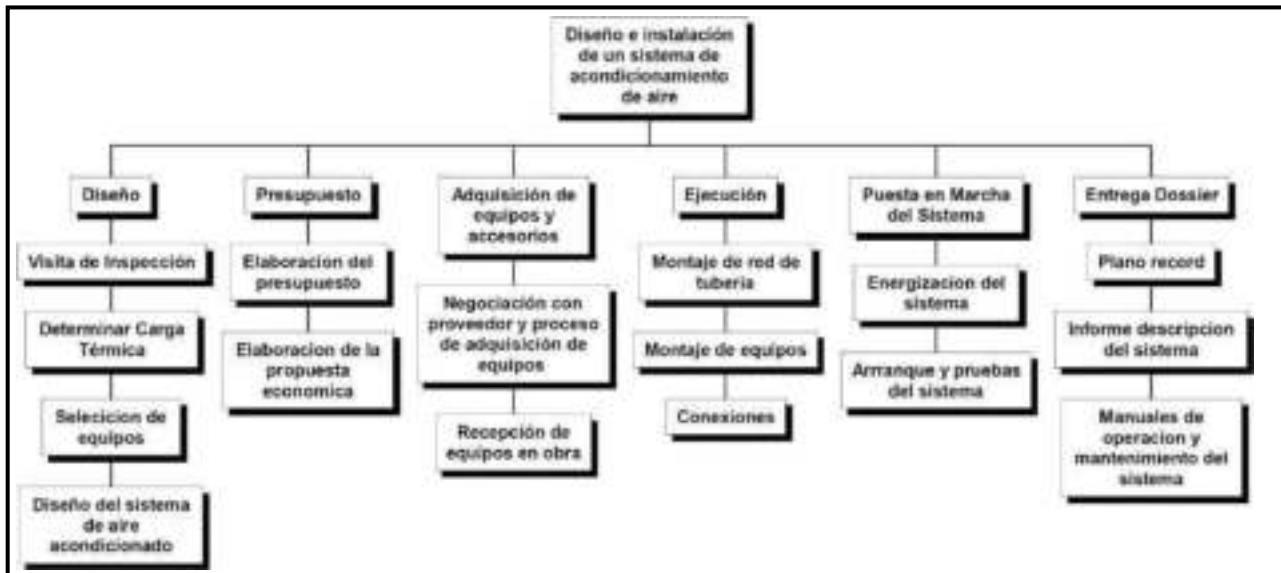 Diseño e instalación
de un sistema de
acondicionamiento
de aire
Diseño
Visita de Inspección
Determinar Carga
Térmica
Selecicion de
equipos
Diseño del sistema
de aire
acondicionado
Presupuesto
Elaboracion del
presupuesto
Elaboracion de la
propuesta
economica
Adquisición de
equipos y
accesorios
Negociación con
proveedor y proceso
de adquisición de
equipos
Recepción de
equipos en obra
Ejecución
Montaje de red de
tuberia
Montaje de equipos
Conexiones
Puesta en Marcha
del Sistema
Energizacion del
sistema
Arrranque y pruebas
del sistema
Entrega Dossier
Plano record
Informe descripcion
del sistema
Manuales de
operacion y
mantenimiento del
sistema